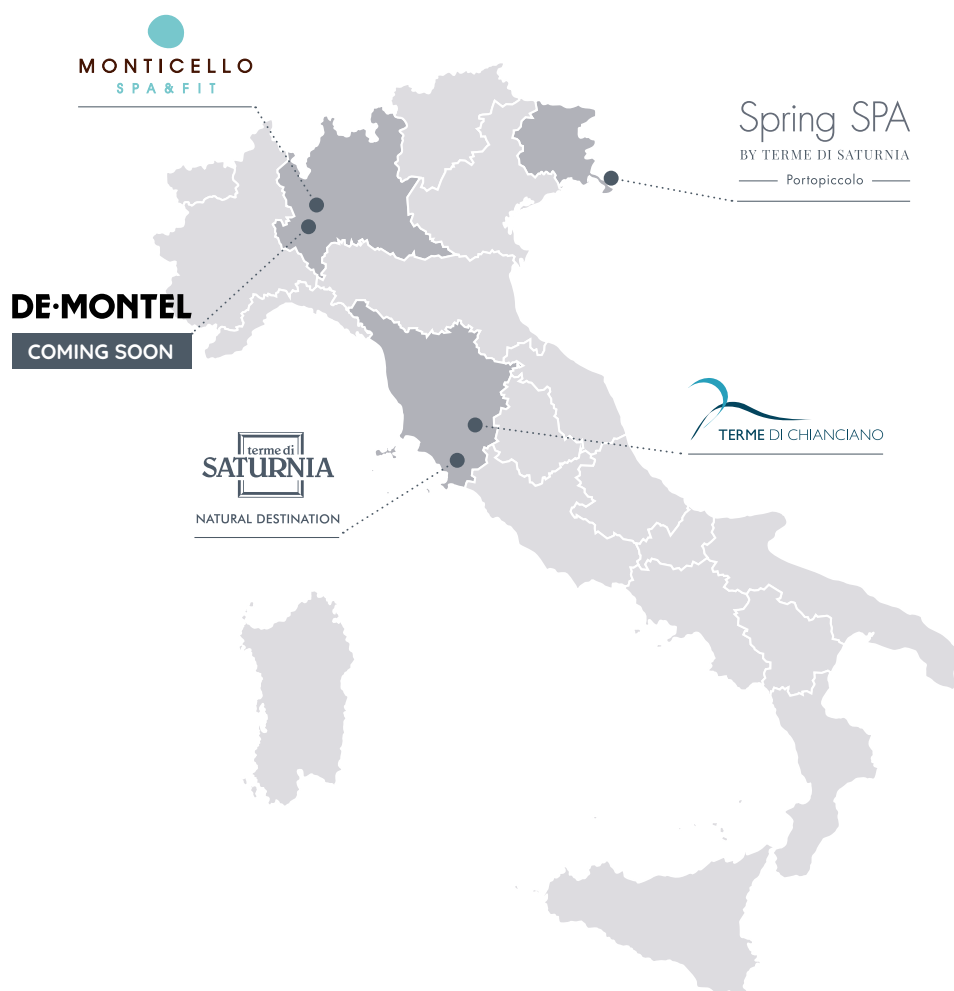 MONTICELLO
SPA & FIT
Spring SPA
BY TERME DI SATURNIA
Portopiccolo
DE·MONTEL
COMING SOON
TERME DI CHIANCIANO
terme di
SATURNIA
NATURAL DESTINATION